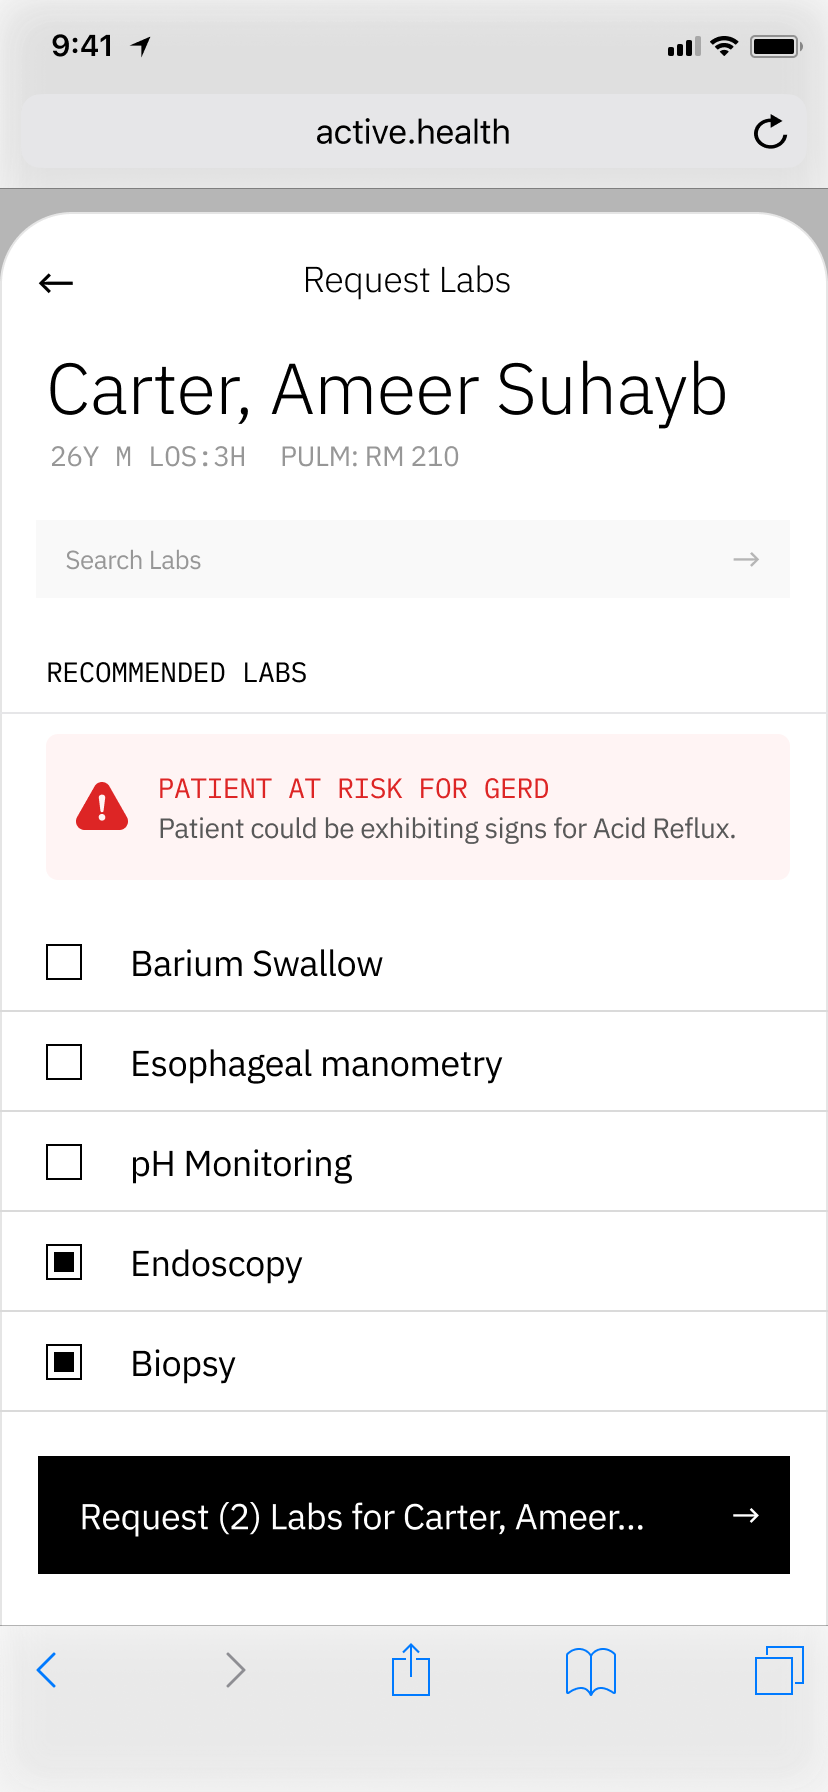 9:41
active.health
Request Labs
Carter, Ameer Suhayb
26Y M LOS:3H PULM: RM 210
Search Labs
RECOMMENDED LABS
PATIENT AT RISK FOR GERD
Patient could be exhibiting signs for Acid Reflux.
Barium Swallow
Esophageal manometry
pH Monitoring
Endoscopy
Biopsy
Request (2) Labs for Carter, Ameer...